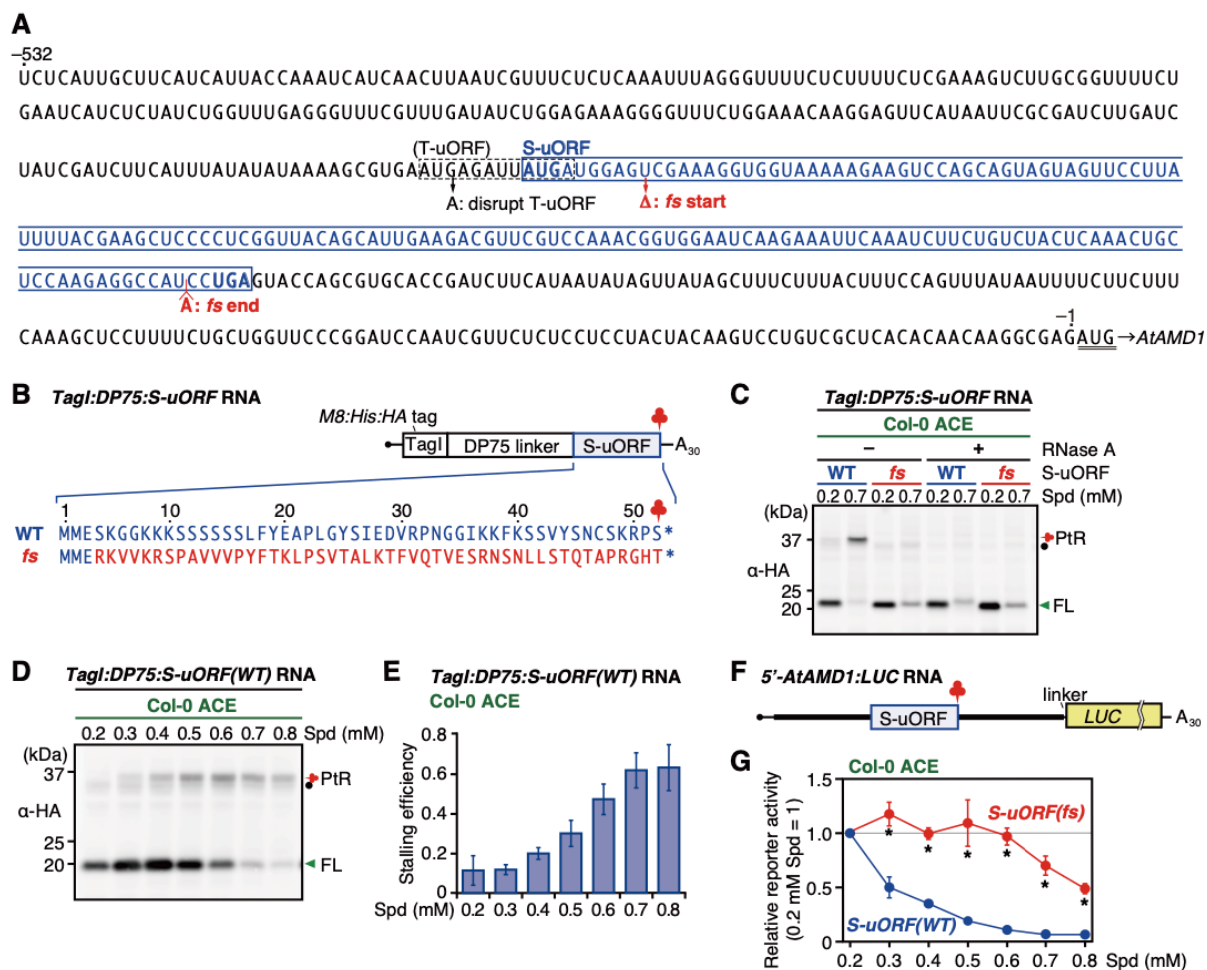 A
–532
UCUCAUUGCUUCAUCAUUACCAAAUCAUCAACUUAAUCGUUUCUCUCAAAUUUAGGGUUUUCUCUUUUCUCGAAAGUCUUGCGGUUUUCU
GAAUCAUCUCUAUCUGGUUUGAGGGUUUCGUUUGAUAUCUGGAGAAAGGGGUUUCUGGAAACAAGGAGUUCAUAAUUCGCGAUCUUGAUC
(T-uORF) S-uORF
UAUCGAUCUUCAUUUAUAUAUAAAAGCGUGAAUGAGAUUAUGAUGGAGUCGAAAGGUGGUAAAAAGAAGUCCAGCAGUAGUAGUUCCUUA
A: disrupt T-uORF Δ: fs start
UUUUACGAAGCUCCCCUCGGUUACAGCAUUGAAGACGUUCGUCCAAACGGUGGAAUCAAGAAAUUCAAAUCUUCUGUCUACUCAAACUGC
UCCAAGAGGCCAUCCUGAGUACCAGCGUGCACCGAUCUUCAUAAUAUAUAGUUAUAGCUUUCUUUACUUUCCAGUUUAUAAUUUUCUUCUUU
A: fs end
–1
CAAAGCUCCUUUUCUGCUGGUUCCCGGAUCCAAUCGUUCUCUCCUCCUACUACAAGUCCUGUCGCUCACACAACAAGGCGAGAUG→AtAMD1
B TagI:DP75:S-uORF RNA
M8:His:HA tag
TagI DP75 linker S-uORF A30
1 10 20 30 40 50
WT MMESKGGKKKSSSSSSLFYEAPLGYSIEDVRPNGGIKKFKSSVYSNCSKRPS*
fs MMERKVVKRSPAVVVPYFTKLPSVTALKTFVQTVESRNSNLLSTQTAPRGHT*
C TagI:DP75:S-uORF RNA
Col-0 ACE
– + RNase A
WT fs WT fs S-uORF
0.2 0.7 0.2 0.7 0.2 0.7 0.2 0.7 Spd (mM)
(kDa)
37 PtR
α-HA
25
20 FL
D TagI:DP75:S-uORF(WT) RNA
Col-0 ACE
0.2 0.3 0.4 0.5 0.6 0.7 0.8 Spd (mM)
(kDa)
37 PtR
α-HA
25
20 FL
E TagI:DP75:S-uORF(WT) RNA
Col-0 ACE
Stalling efficiency
0.8
0.6
0.4
0.2
0
Spd (mM) 0.2 0.3 0.4 0.5 0.6 0.7 0.8
F 5'-AtAMD1:LUC RNA
linker
S-uORF LUC A30
G Col-0 ACE
Relative reporter activity
(0.2 mM Spd = 1)
1.5
1.0
0.5
0
S-uORF(fs)
* * * * * *
S-uORF(WT)
0.2 0.3 0.4 0.5 0.6 0.7 0.8 Spd (mM)